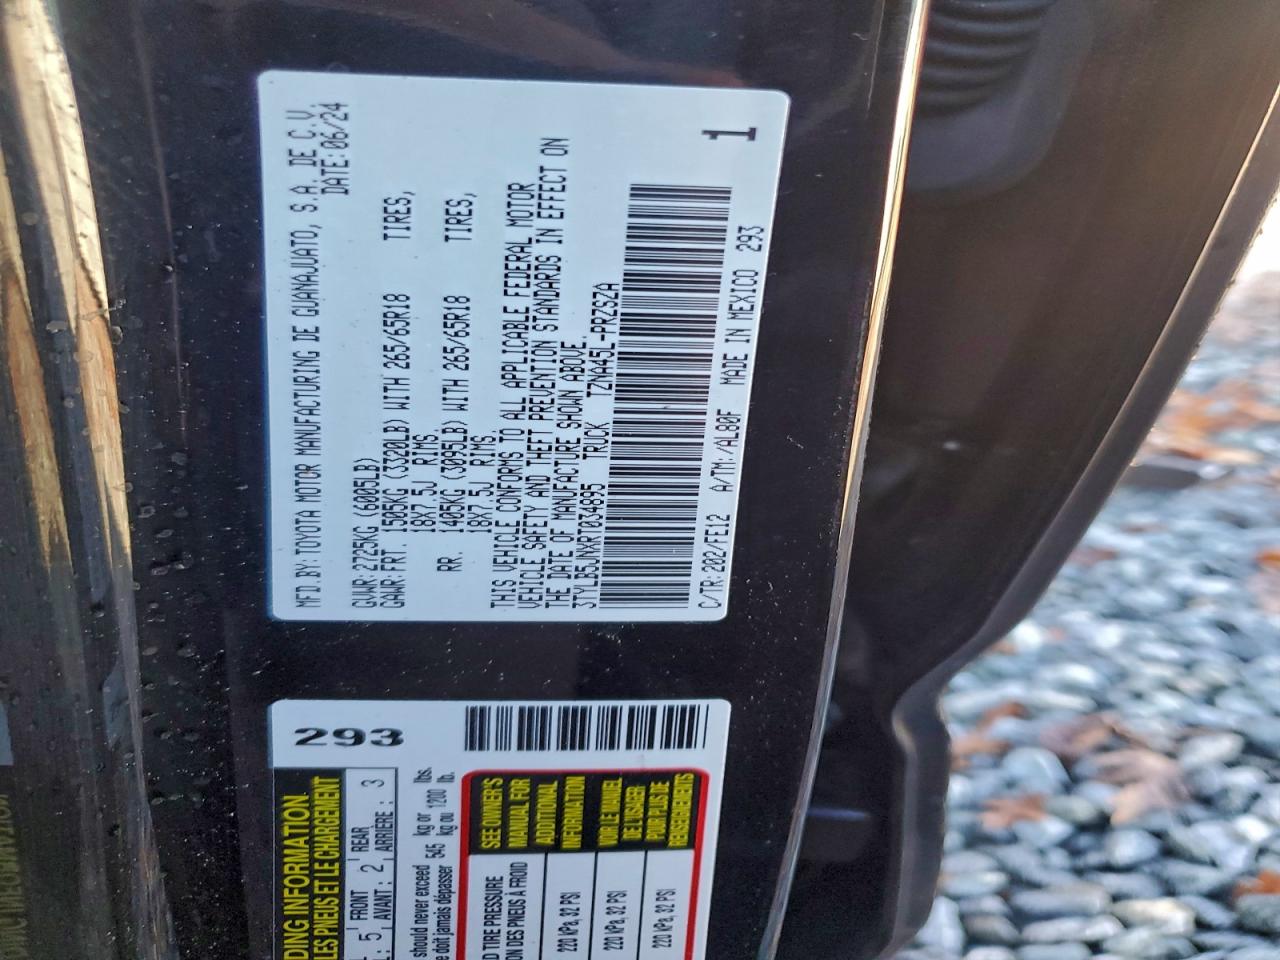 MFD.BY:TOYOTA MOTOR MANUFACTURING DE GUANAJUATO, S.A. DE C.V.
DATE:06/24
GVWR:2725KG (6005LB)
GAWR:FRT. 1505KG (3320LB) WITH 265/65R18 TIRES,
18X7.5J RIMS
RR. 1405KG (3095LB) WITH 265/65R18 TIRES,
18X7.5J RIMS
THIS VEHICLE CONFORMS TO ALL APPLICABLE FEDERAL MOTOR
VEHICLE SAFETY AND THEFT PREVENTION STANDARDS IN EFFECT ON
THE DATE OF MANUFACTURE SHOWN ABOVE.
3TYLB5JNXRT034895 TRUCK TZNA45L-PRZSZA
C/TR:202/FE12 A/TM:/AL80F MADE IN MEXICO 293
1
293
DING INFORMATION
LES PNEUS ET LE CHARGEMENT
5 FRONT 2 REAR 3
AVANT: ARRIÈRE:
should never exceed 545 kg or 1200 lbs.
e doit jamais dépasser kg ou lb.
D TIRE PRESSURE
ON DES PNEUS À FROID
220 kPa, 32 PSI
220 kPa, 32 PSI
220 kPa, 32 PSI
SEE OWNER'S
MANUAL FOR
ADDITIONAL
INFORMATION
VOIR LE MANUEL
DE L'USAGER
POUR PLUS DE
RENSEIGNEMENTS